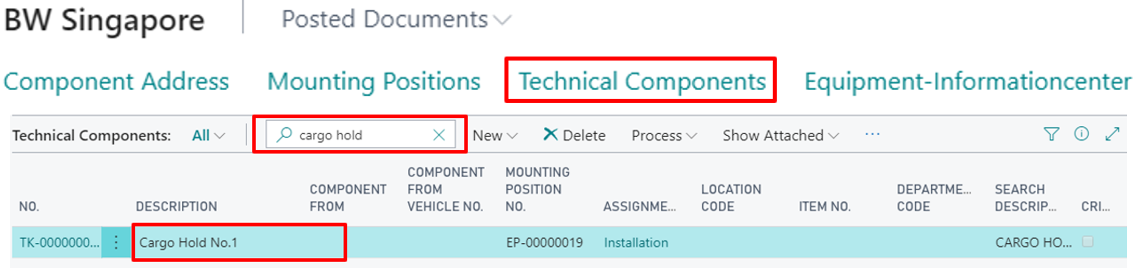 BW Singapore Posted Documents
Component Address Mounting Positions Technical Components Equipment-Informationcenter
Technical Components: All cargo hold New Delete Process Show Attached ...
NO. DESCRIPTION COMPONENT FROM COMPONENT FROM VEHICLE NO. MOUNTING POSITION NO. ASSIGNME... LOCATION CODE ITEM NO. DEPARTME... CODE SEARCH DESCRIP... CRI...
TK-0000000... Cargo Hold No.1 EP-00000019 Installation CARGO HO...